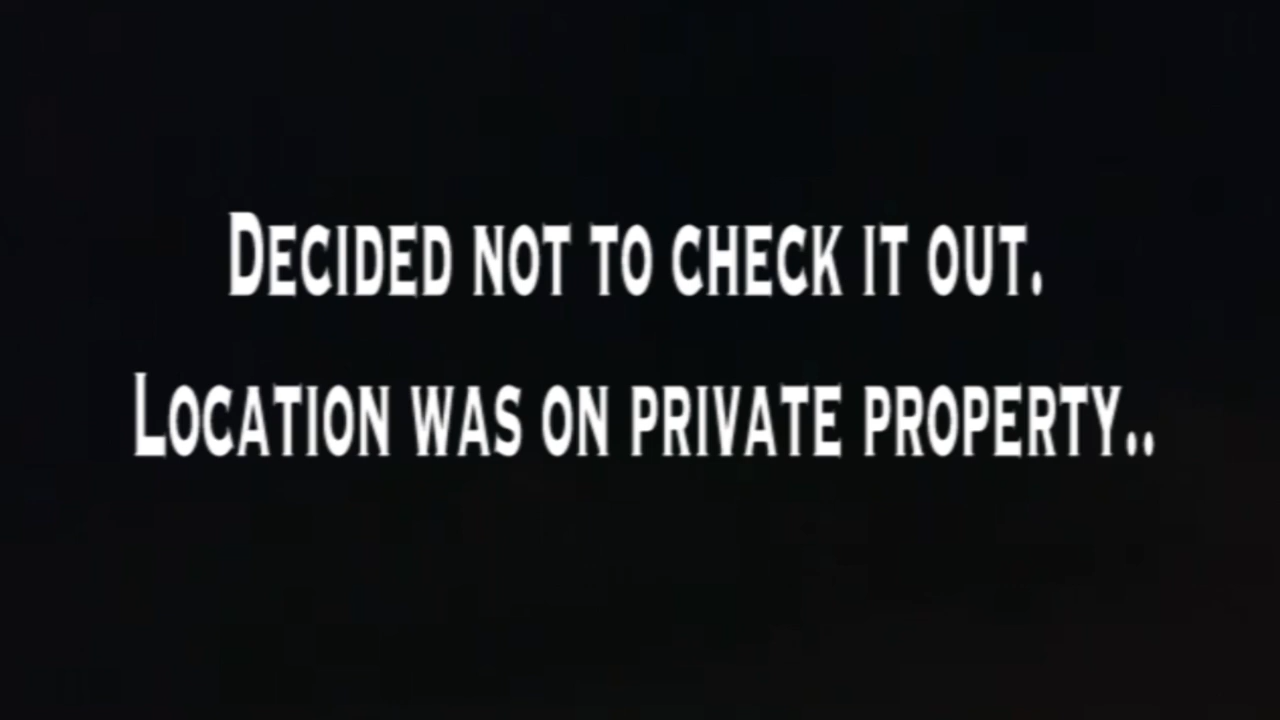 Decided not to check it out.
Location was on private property..